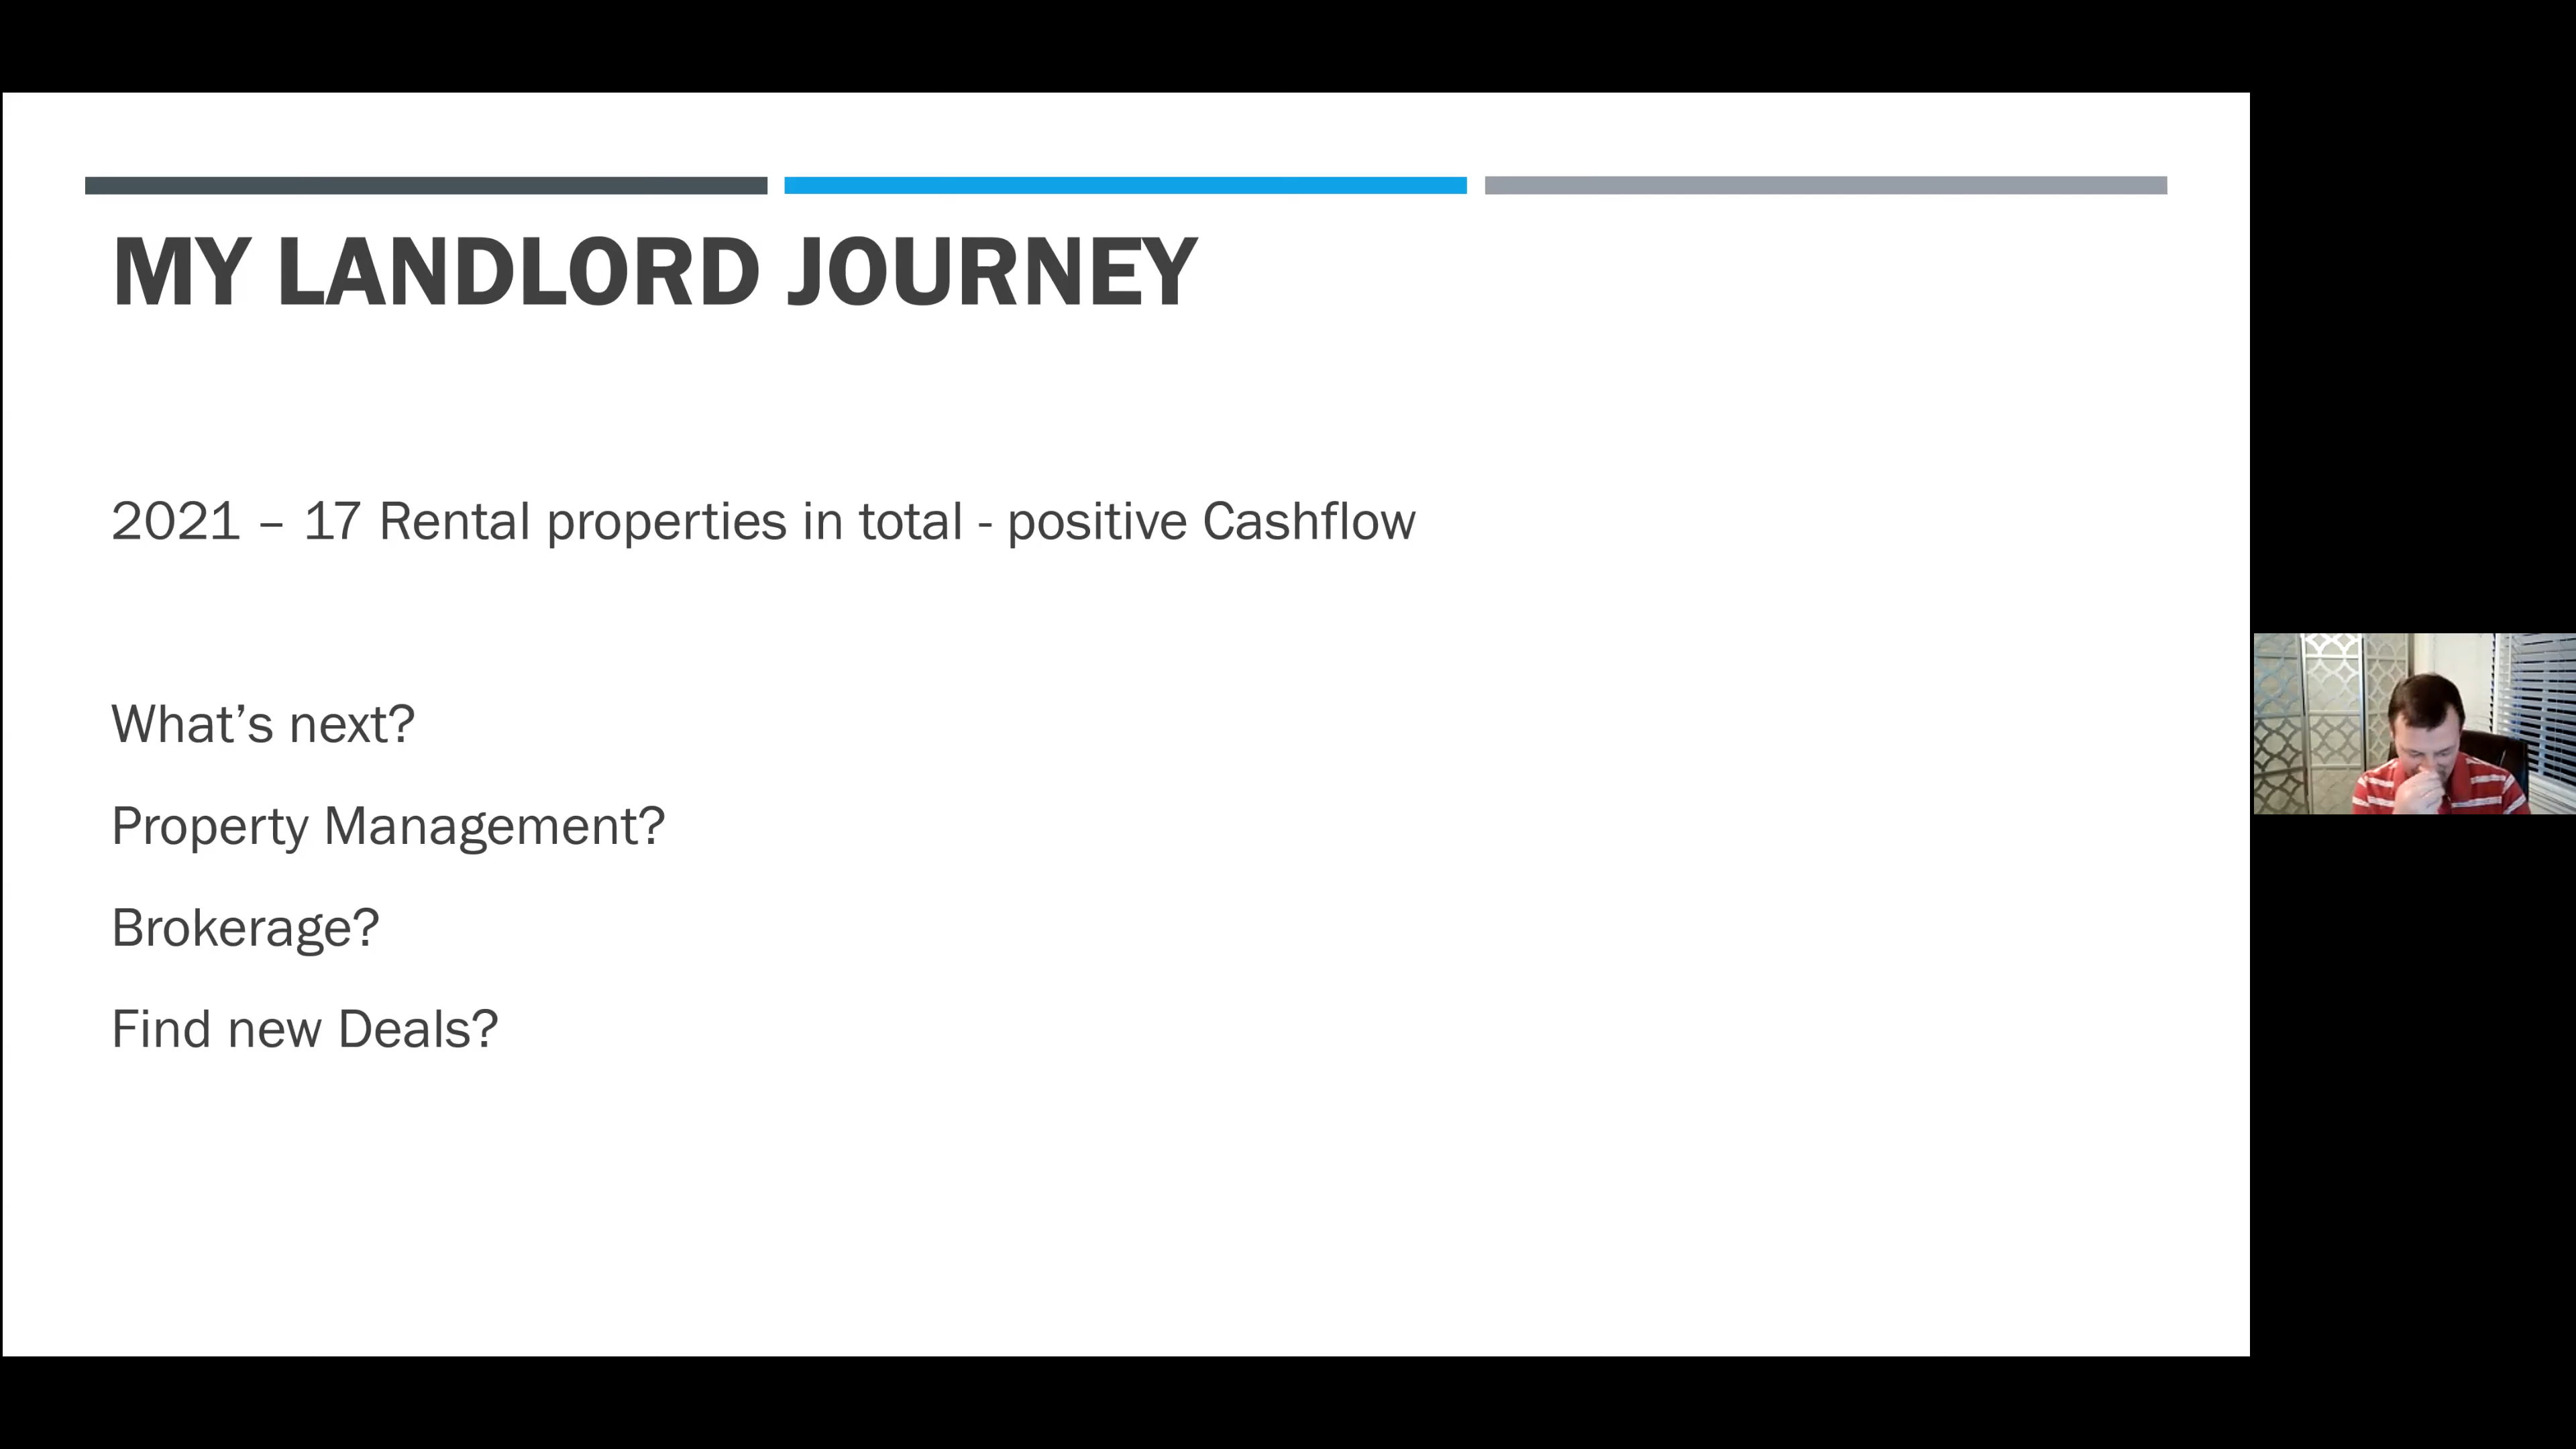 MY LANDLORD JOURNEY
2021 – 17 Rental properties in total - positive Cashflow
What’s next?
Property Management?
Brokerage?
Find new Deals?